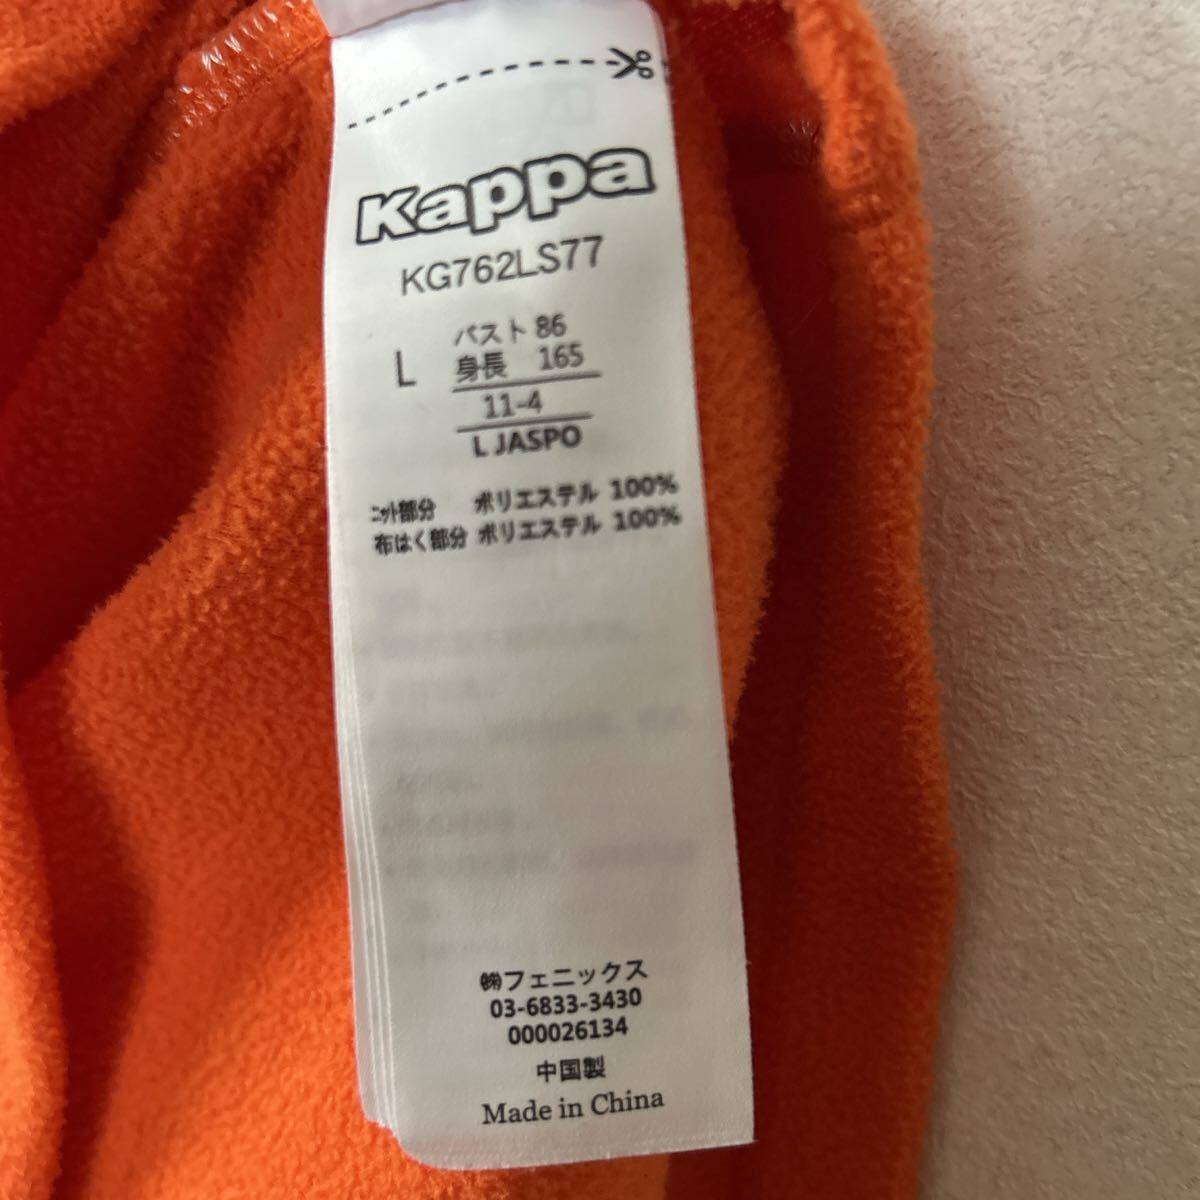 Kappa
KG762LS77
L
バスト 86
身長 165
11-4
L JASPO
ニット部分 ポリエステル 100%
布はく部分 ポリエステル 100%
㈱フェニックス
03-6833-3430
000026134
中国製
Made in China